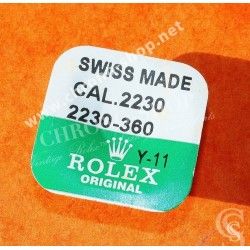 SWISS MADE
CAL.2230
2230-360
Y-11
ROLEX
ORIGINAL